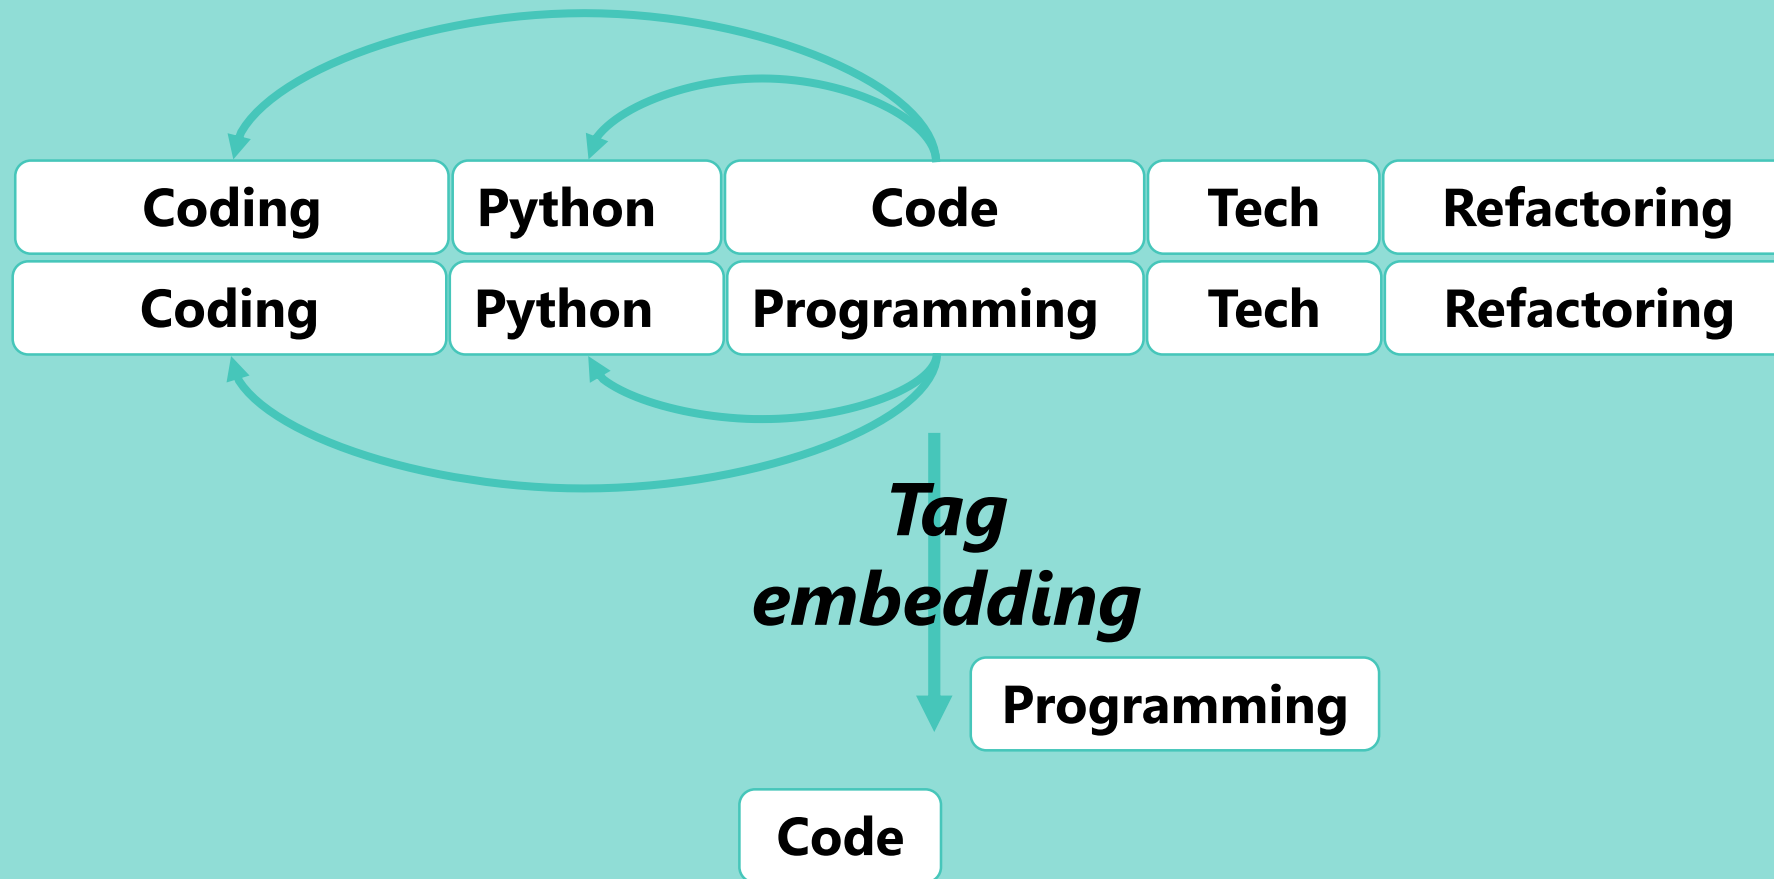 Coding Python Code Tech Refactoring
Coding Python Programming Tech Refactoring
Tag
embedding
Programming
Code